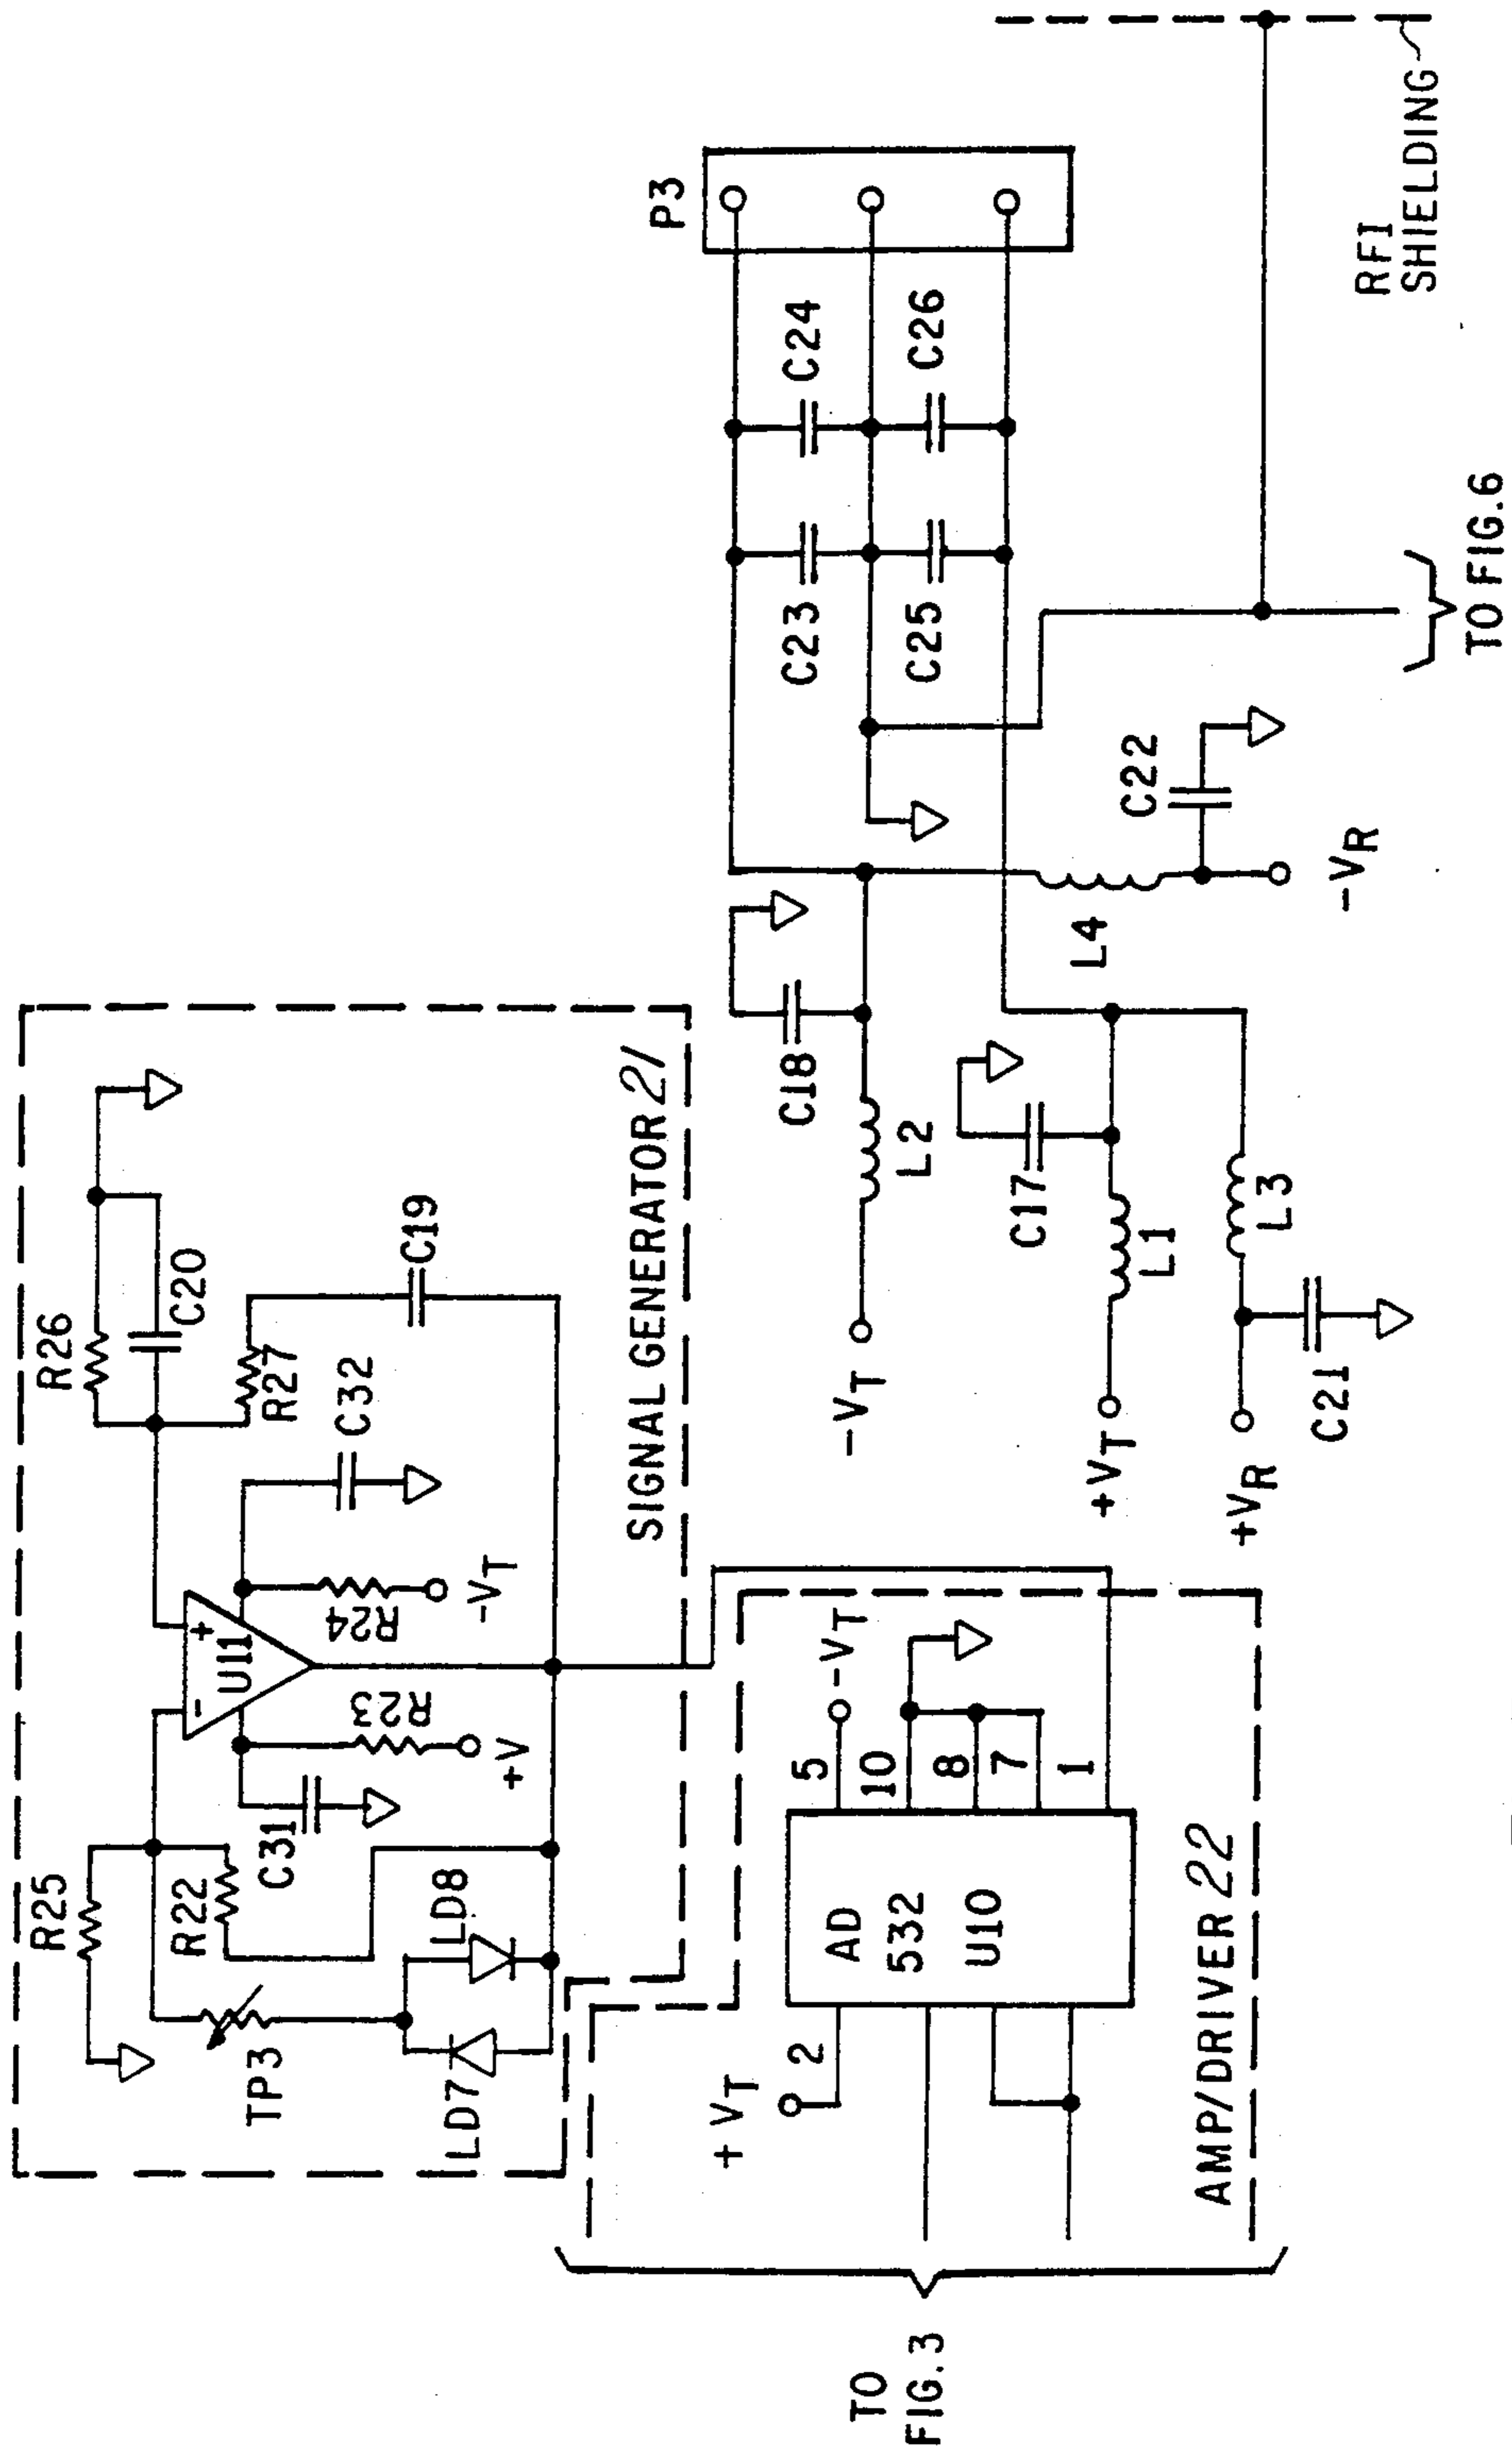 R26
C20
R27
C19
C32
R24
-VT
U11
+
-
R23
+V
C31
R25
R22
TP3
LD8
LD7
SIGNAL GENERATOR 21
P3
C24
C23
C26
C25
C18
L2
-VT
C17
L1
+VT
L3
+VR
C21
L4
C22
-VR
RFI
SHIELDING
TO FIG.6
-VT
5
10
8
7
1
AD
532
U10
2
+VT
AMP/DRIVER 22
TO
FIG.3